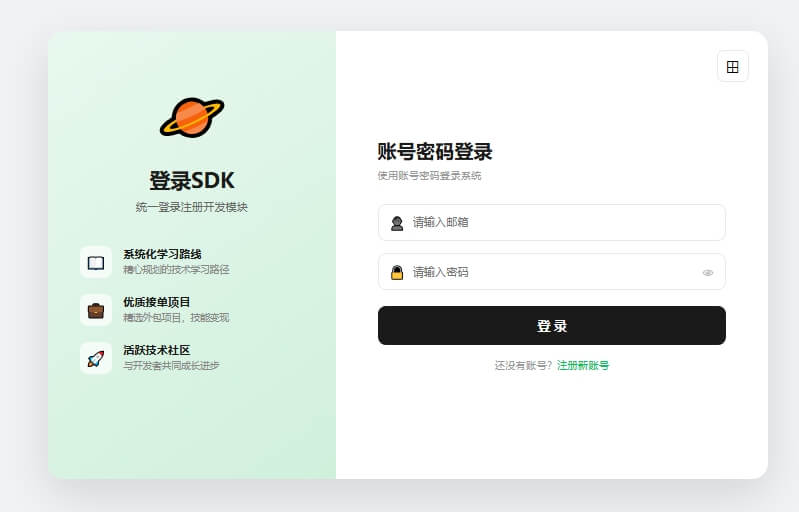 登录SDK
统一登录注册开发模块
系统化学习路线
精心规划的技术学习路径
优质接单项目
精选外包项目，技能变现
活跃技术社区
与开发者共同成长进步
账号密码登录
使用账号密码登录系统
请输入邮箱
请输入密码
登录
还没有账号？注册新账号